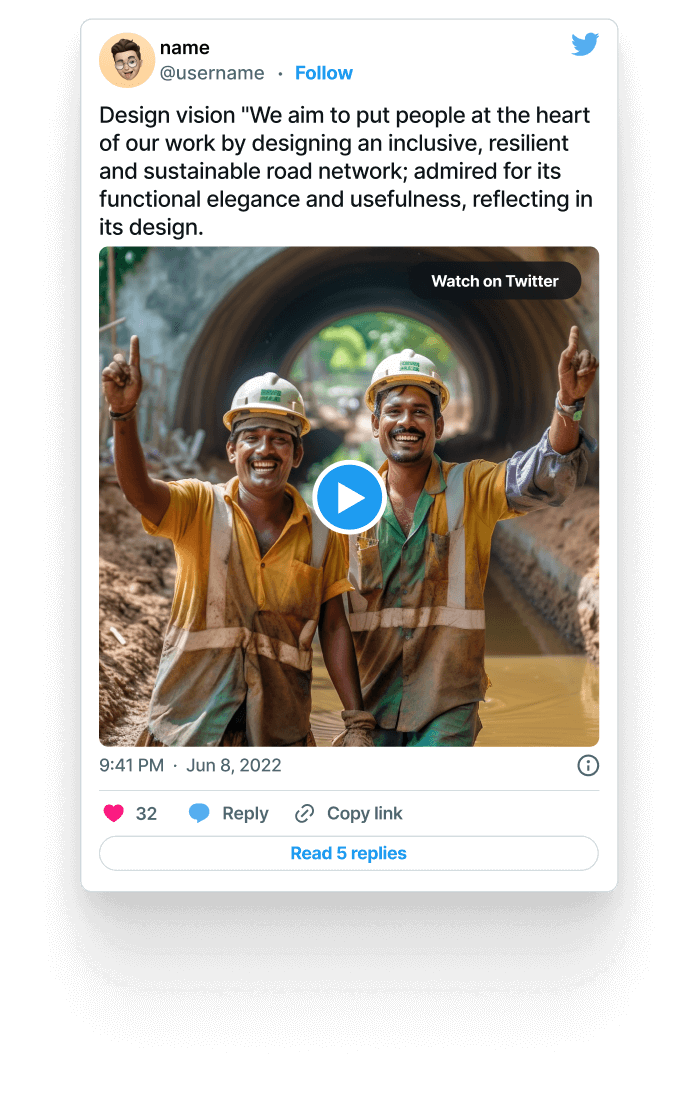 name
@username · Follow
Design vision "We aim to put people at the heart
of our work by designing an inclusive, resilient
and sustainable road network; admired for its
functional elegance and usefulness, reflecting in
its design.
Watch on Twitter
9:41 PM · Jun 8, 2022
32 Reply Copy link
Read 5 replies